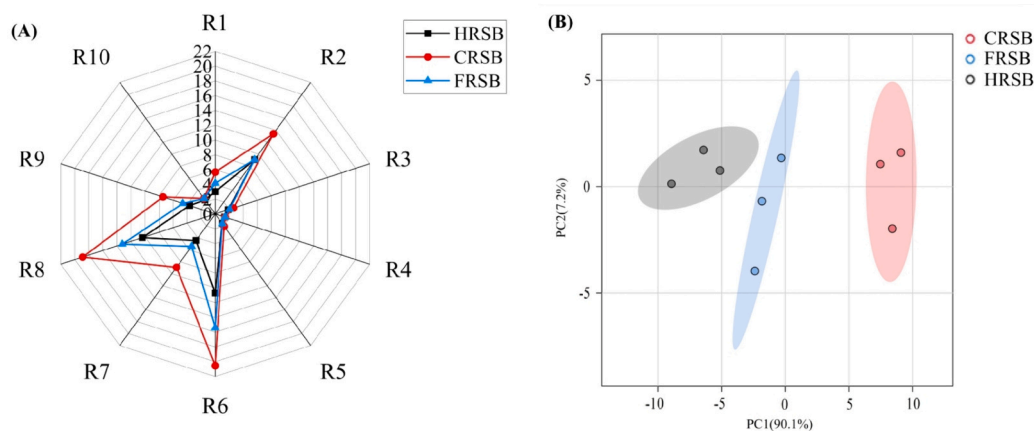 (A)
R1
R2
R3
R4
R5
R6
R7
R8
R9
R10
22
20
18
16
14
12
10
8
6
4
2
0
HRSB
CRSB
FRSB
(B)
5
0
-5
PC2(7.2%)
-10
-5
0
5
10
PC1(90.1%)
CRSB
FRSB
HRSB